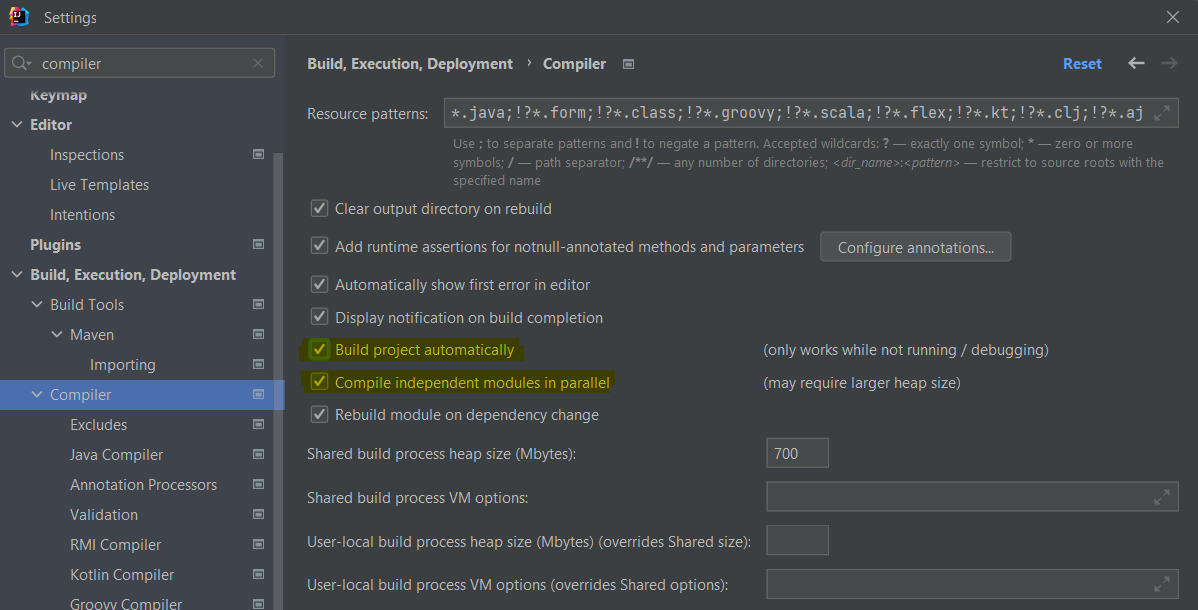 Settings
compiler
Keymap
Editor
Inspections
Live Templates
Intentions
Plugins
Build, Execution, Deployment
Build Tools
Maven
Importing
Compiler
Excludes
Java Compiler
Annotation Processors
Validation
RMI Compiler
Kotlin Compiler
Groovy Compiler
Build, Execution, Deployment › Compiler
Reset
Resource patterns: *.java;!?*.form;!?*.class;!?*.groovy;!?*.scala;!?*.flex;!?*.kt;!?*.clj;!?*.aj
Use ; to separate patterns and ! to negate a pattern. Accepted wildcards: ? — exactly one symbol; * — zero or more
symbols; / — path separator; /**/ — any number of directories; <dir_name>:<pattern> — restrict to source roots with the
specified name
Clear output directory on rebuild
Add runtime assertions for notnull-annotated methods and parameters Configure annotations...
Automatically show first error in editor
Display notification on build completion
Build project automatically (only works while not running / debugging)
Compile independent modules in parallel (may require larger heap size)
Rebuild module on dependency change
Shared build process heap size (Mbytes): 700
Shared build process VM options:
User-local build process heap size (Mbytes) (overrides Shared size):
User-local build process VM options (overrides Shared options):